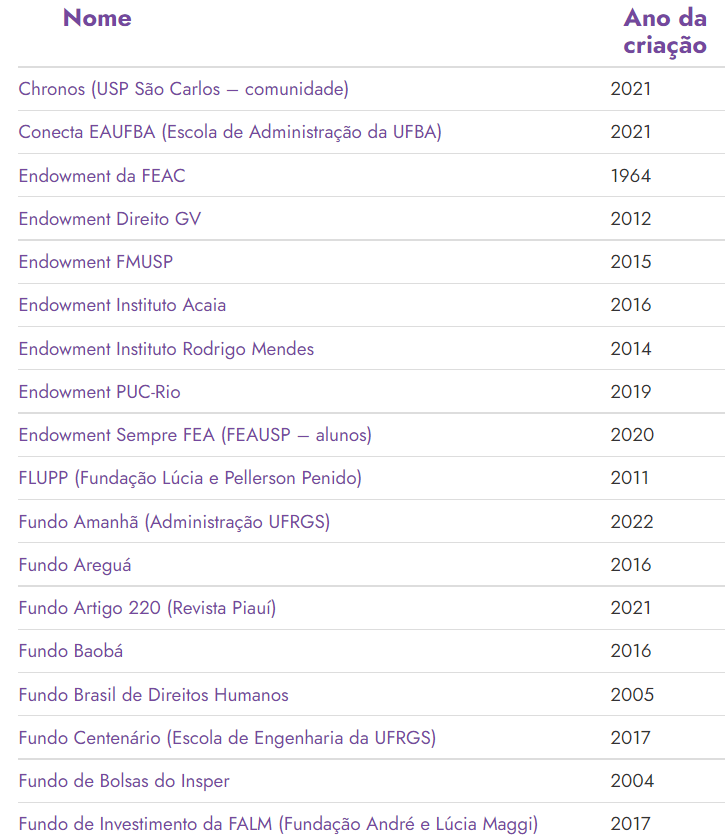 Nome Ano da
criação
Chronos (USP São Carlos – comunidade) 2021
Conecta EAUFBA (Escola de Administração da UFBA) 2021
Endowment da FEAC 1964
Endowment Direito GV 2012
Endowment FMUSP 2015
Endowment Instituto Acaia 2016
Endowment Instituto Rodrigo Mendes 2014
Endowment PUC-Rio 2019
Endowment Sempre FEA (FEAUSP – alunos) 2020
FLUPP (Fundação Lúcia e Pellerson Penido) 2011
Fundo Amanhã (Administração UFRGS) 2022
Fundo Areguá 2016
Fundo Artigo 220 (Revista Piauí) 2021
Fundo Baobá 2016
Fundo Brasil de Direitos Humanos 2005
Fundo Centenário (Escola de Engenharia da UFRGS) 2017
Fundo de Bolsas do Insper 2004
Fundo de Investimento da FALM (Fundação André e Lúcia Maggi) 2017